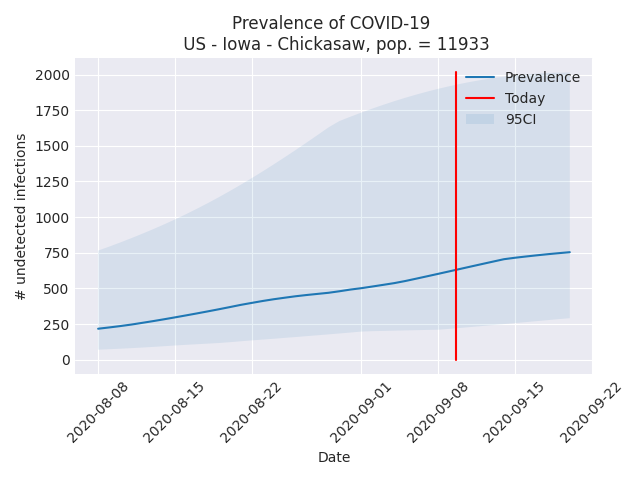 Prevalence of COVID-19
US - Iowa - Chickasaw, pop. = 11933
Prevalence
Today
95CI
# undetected infections
2000
1750
1500
1250
1000
750
500
250
0
2020-08-08
2020-08-15
2020-08-22
2020-09-01
2020-09-08
2020-09-15
2020-09-22
Date